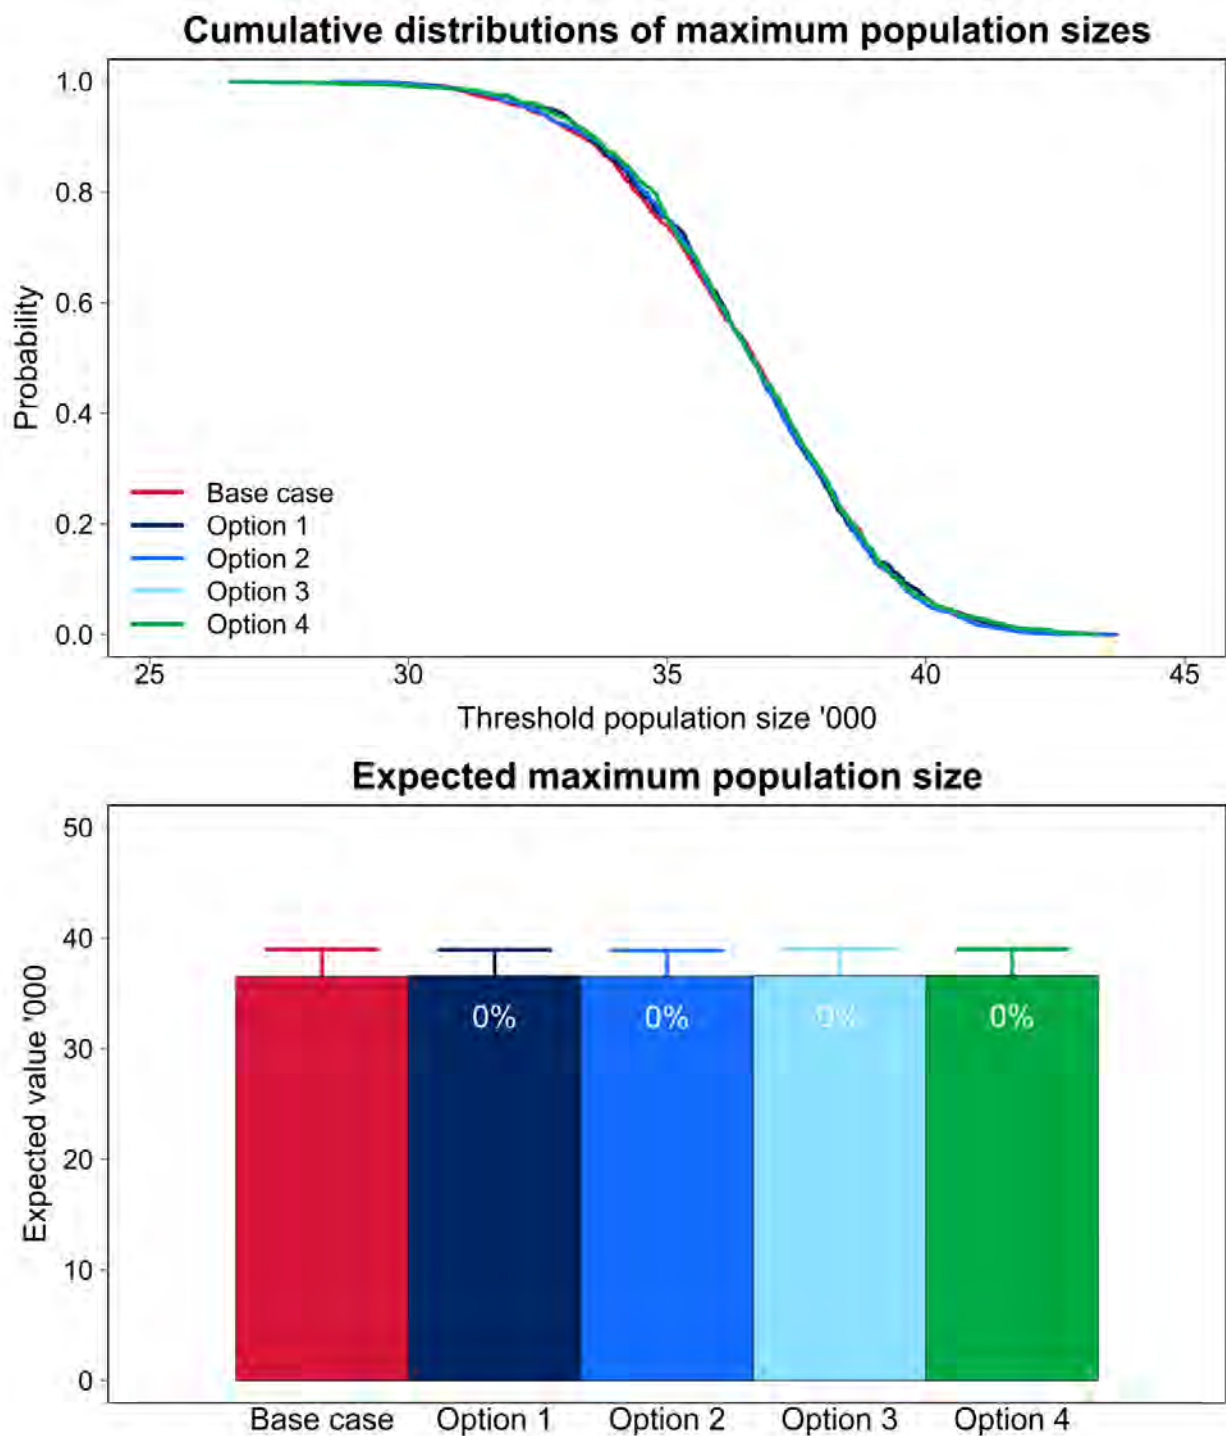 Cumulative distributions of maximum population sizes
1.0
0.8
0.6
0.4
0.2
0.0
Probability
Base case
Option 1
Option 2
Option 3
Option 4
25 30 35 40 45
Threshold population size '000
Expected maximum population size
50
40
30
20
10
0
Expected value '000
0% 0% 0% 0%
Base case Option 1 Option 2 Option 3 Option 4